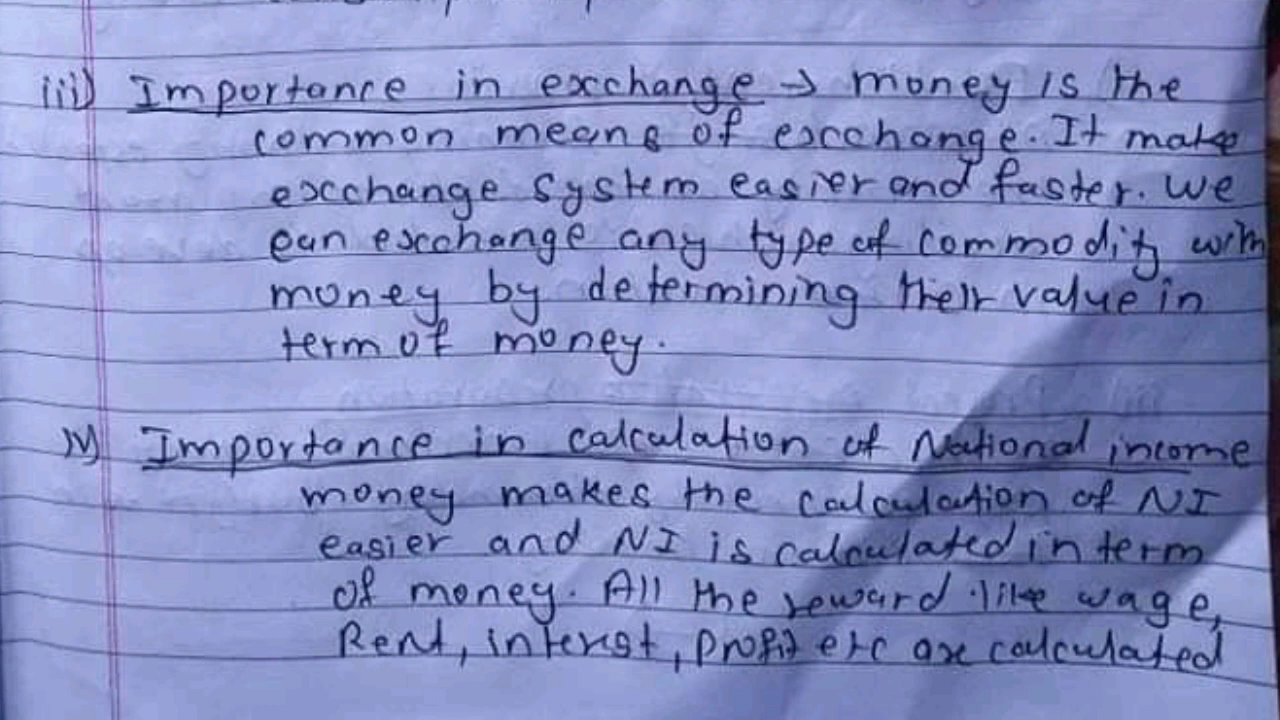 iii) Importance in exchange → money is the
common means of exchange. It make
exchange system easier and faster. We
can exchange any type of commodity with
money by determining their value in
term of money.
iv) Importance in calculation of National income
money makes the calculation of NI
easier and NI is calculated in term
of money. All the reward like wage,
Rent, interest, profit etc are calculated